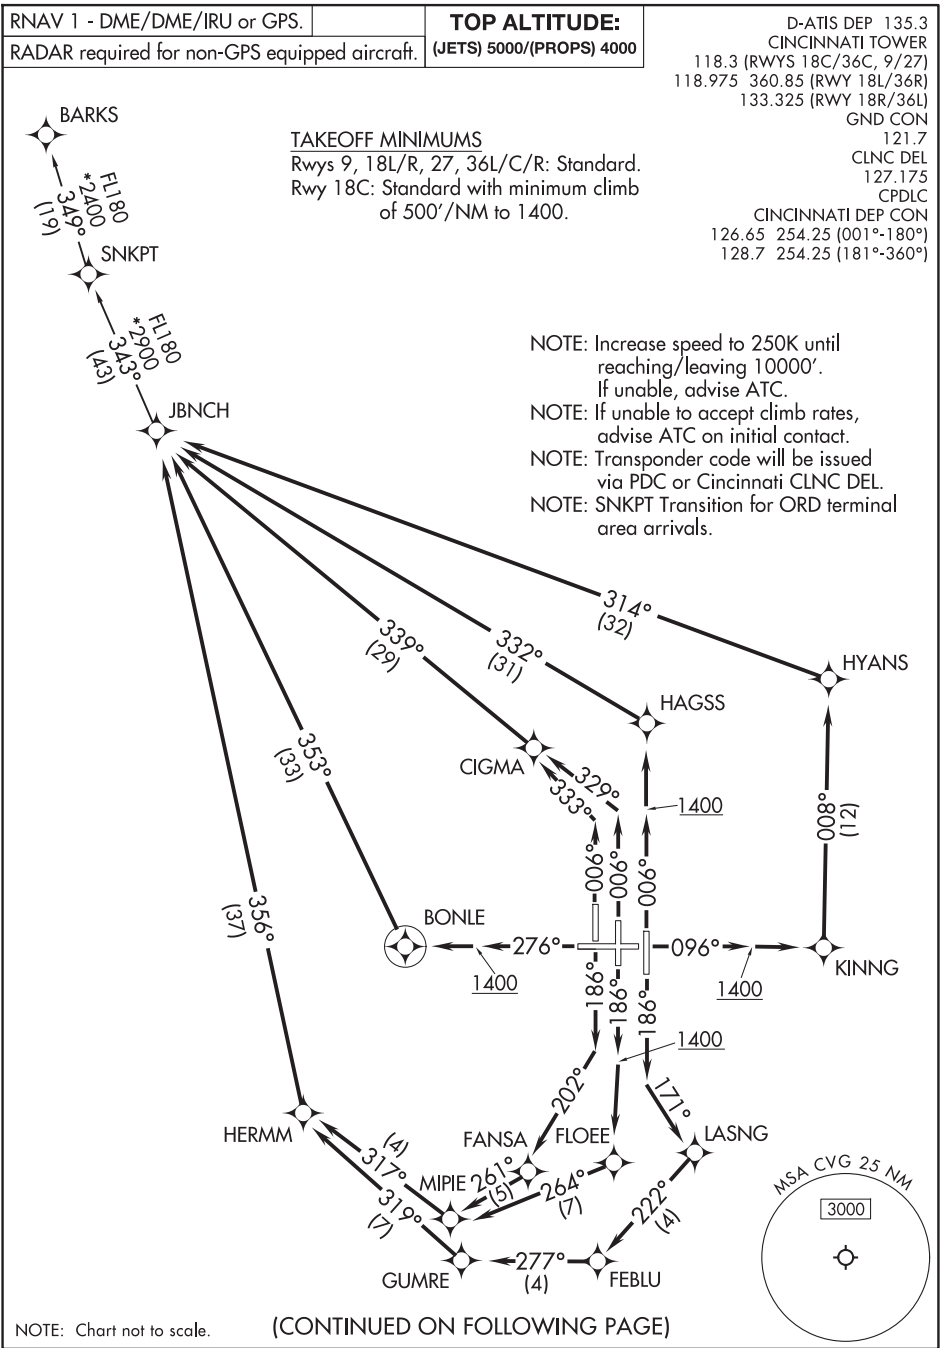 RNAV 1 - DME/DME/IRU or GPS.
RADAR required for non-GPS equipped aircraft.
TOP ALTITUDE:
(JETS) 5000/(PROPS) 4000
D-ATIS DEP 135.3
CINCINNATI TOWER
118.3 (RWYS 18C/36C, 9/27)
118.975 360.85 (RWY 18L/36R)
133.325 (RWY 18R/36L)
GND CON
121.7
CLNC DEL
127.175
CPDLC
CINCINNATI DEP CON
126.65 254.25 (001°-180°)
128.7 254.25 (181°-360°)
TAKEOFF MINIMUMS
Rwys 9, 18L/R, 27, 36L/C/R: Standard.
Rwy 18C: Standard with minimum climb
of 500'/NM to 1400.
BARKS
FL180
*2400
349°
(19)
SNKPT
FL180
*2900
343°
(43)
JBNCH
NOTE: Increase speed to 250K until
reaching/leaving 10000'.
If unable, advise ATC.
NOTE: If unable to accept climb rates,
advise ATC on initial contact.
NOTE: Transponder code will be issued
via PDC or Cincinnati CLNC DEL.
NOTE: SNKPT Transition for ORD terminal
area arrivals.
314°
(32)
332°
(31)
339°
(29)
353°
(33)
356°
(37)
HYANS
HAGSS
CIGMA
329°
333°
1400
008°
(12)
006°
006°
006°
BONLE
276°
096°
KINNG
1400
1400
186°
186°
186°
1400
202°
171°
HERMM
FANSA
FLOEE
LASNG
(4)
317°
MIPIE
261°
(5)
264°
(7)
319°
(7)
222°
(4)
GUMRE
277°
(4)
FEBLU
MSA CVG 25 NM
3000
NOTE: Chart not to scale.
(CONTINUED ON FOLLOWING PAGE)